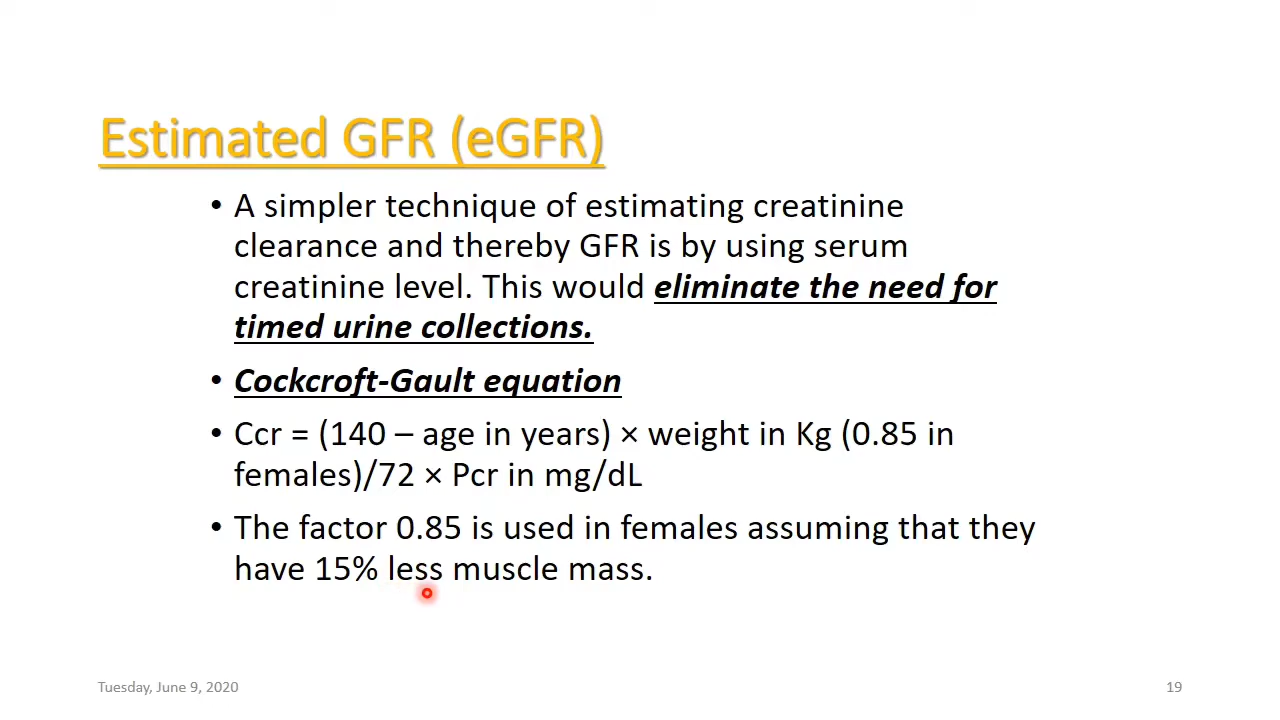 Estimated GFR (eGFR)
• A simpler technique of estimating creatinine
clearance and thereby GFR is by using serum
creatinine level. This would eliminate the need for
timed urine collections.
• Cockcroft-Gault equation
• Ccr = (140 – age in years) × weight in Kg (0.85 in
females)/72 × Pcr in mg/dL
• The factor 0.85 is used in females assuming that they
have 15% less muscle mass.
Tuesday, June 9, 2020
19